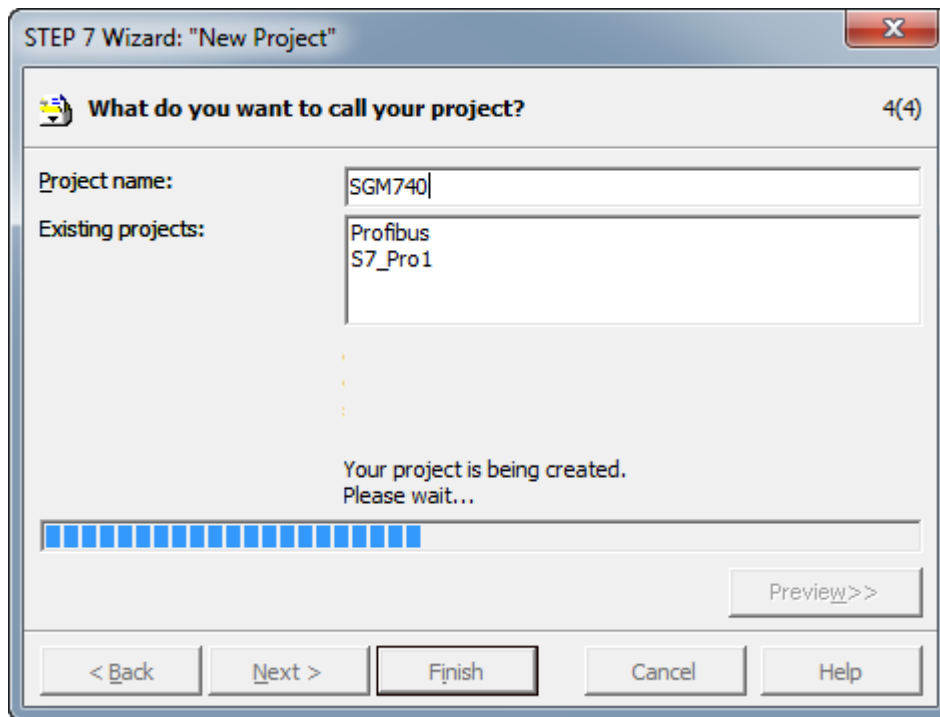 STEP 7 Wizard: "New Project"
What do you want to call your project? 4(4)
Project name: SGM740
Existing projects: Profibus
S7_Pro1
Your project is being created.
Please wait...
Preview>>
< Back Next > Finish Cancel Help